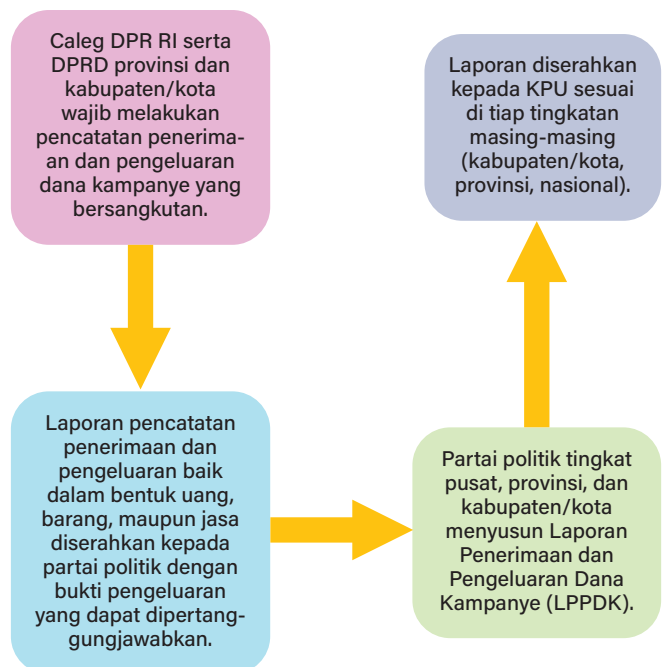 Caleg DPR RI serta
DPRD provinsi dan
kabupaten/kota
wajib melakukan
pencatatan penerima-
an dan pengeluaran
dana kampanye yang
bersangkutan.
Laporan pencatatan
penerimaan dan
pengeluaran baik
dalam bentuk uang,
barang, maupun jasa
diserahkan kepada
partai politik dengan
bukti pengeluaran
yang dapat dipertang-
gungjawabkan.
Partai politik tingkat
pusat, provinsi, dan
kabupaten/kota
menyusun Laporan
Penerimaan dan
Pengeluaran Dana
Kampanye (LPPDK).
Laporan diserahkan
kepada KPU sesuai
di tiap tingkatan
masing-masing
(kabupaten/kota,
provinsi, nasional).